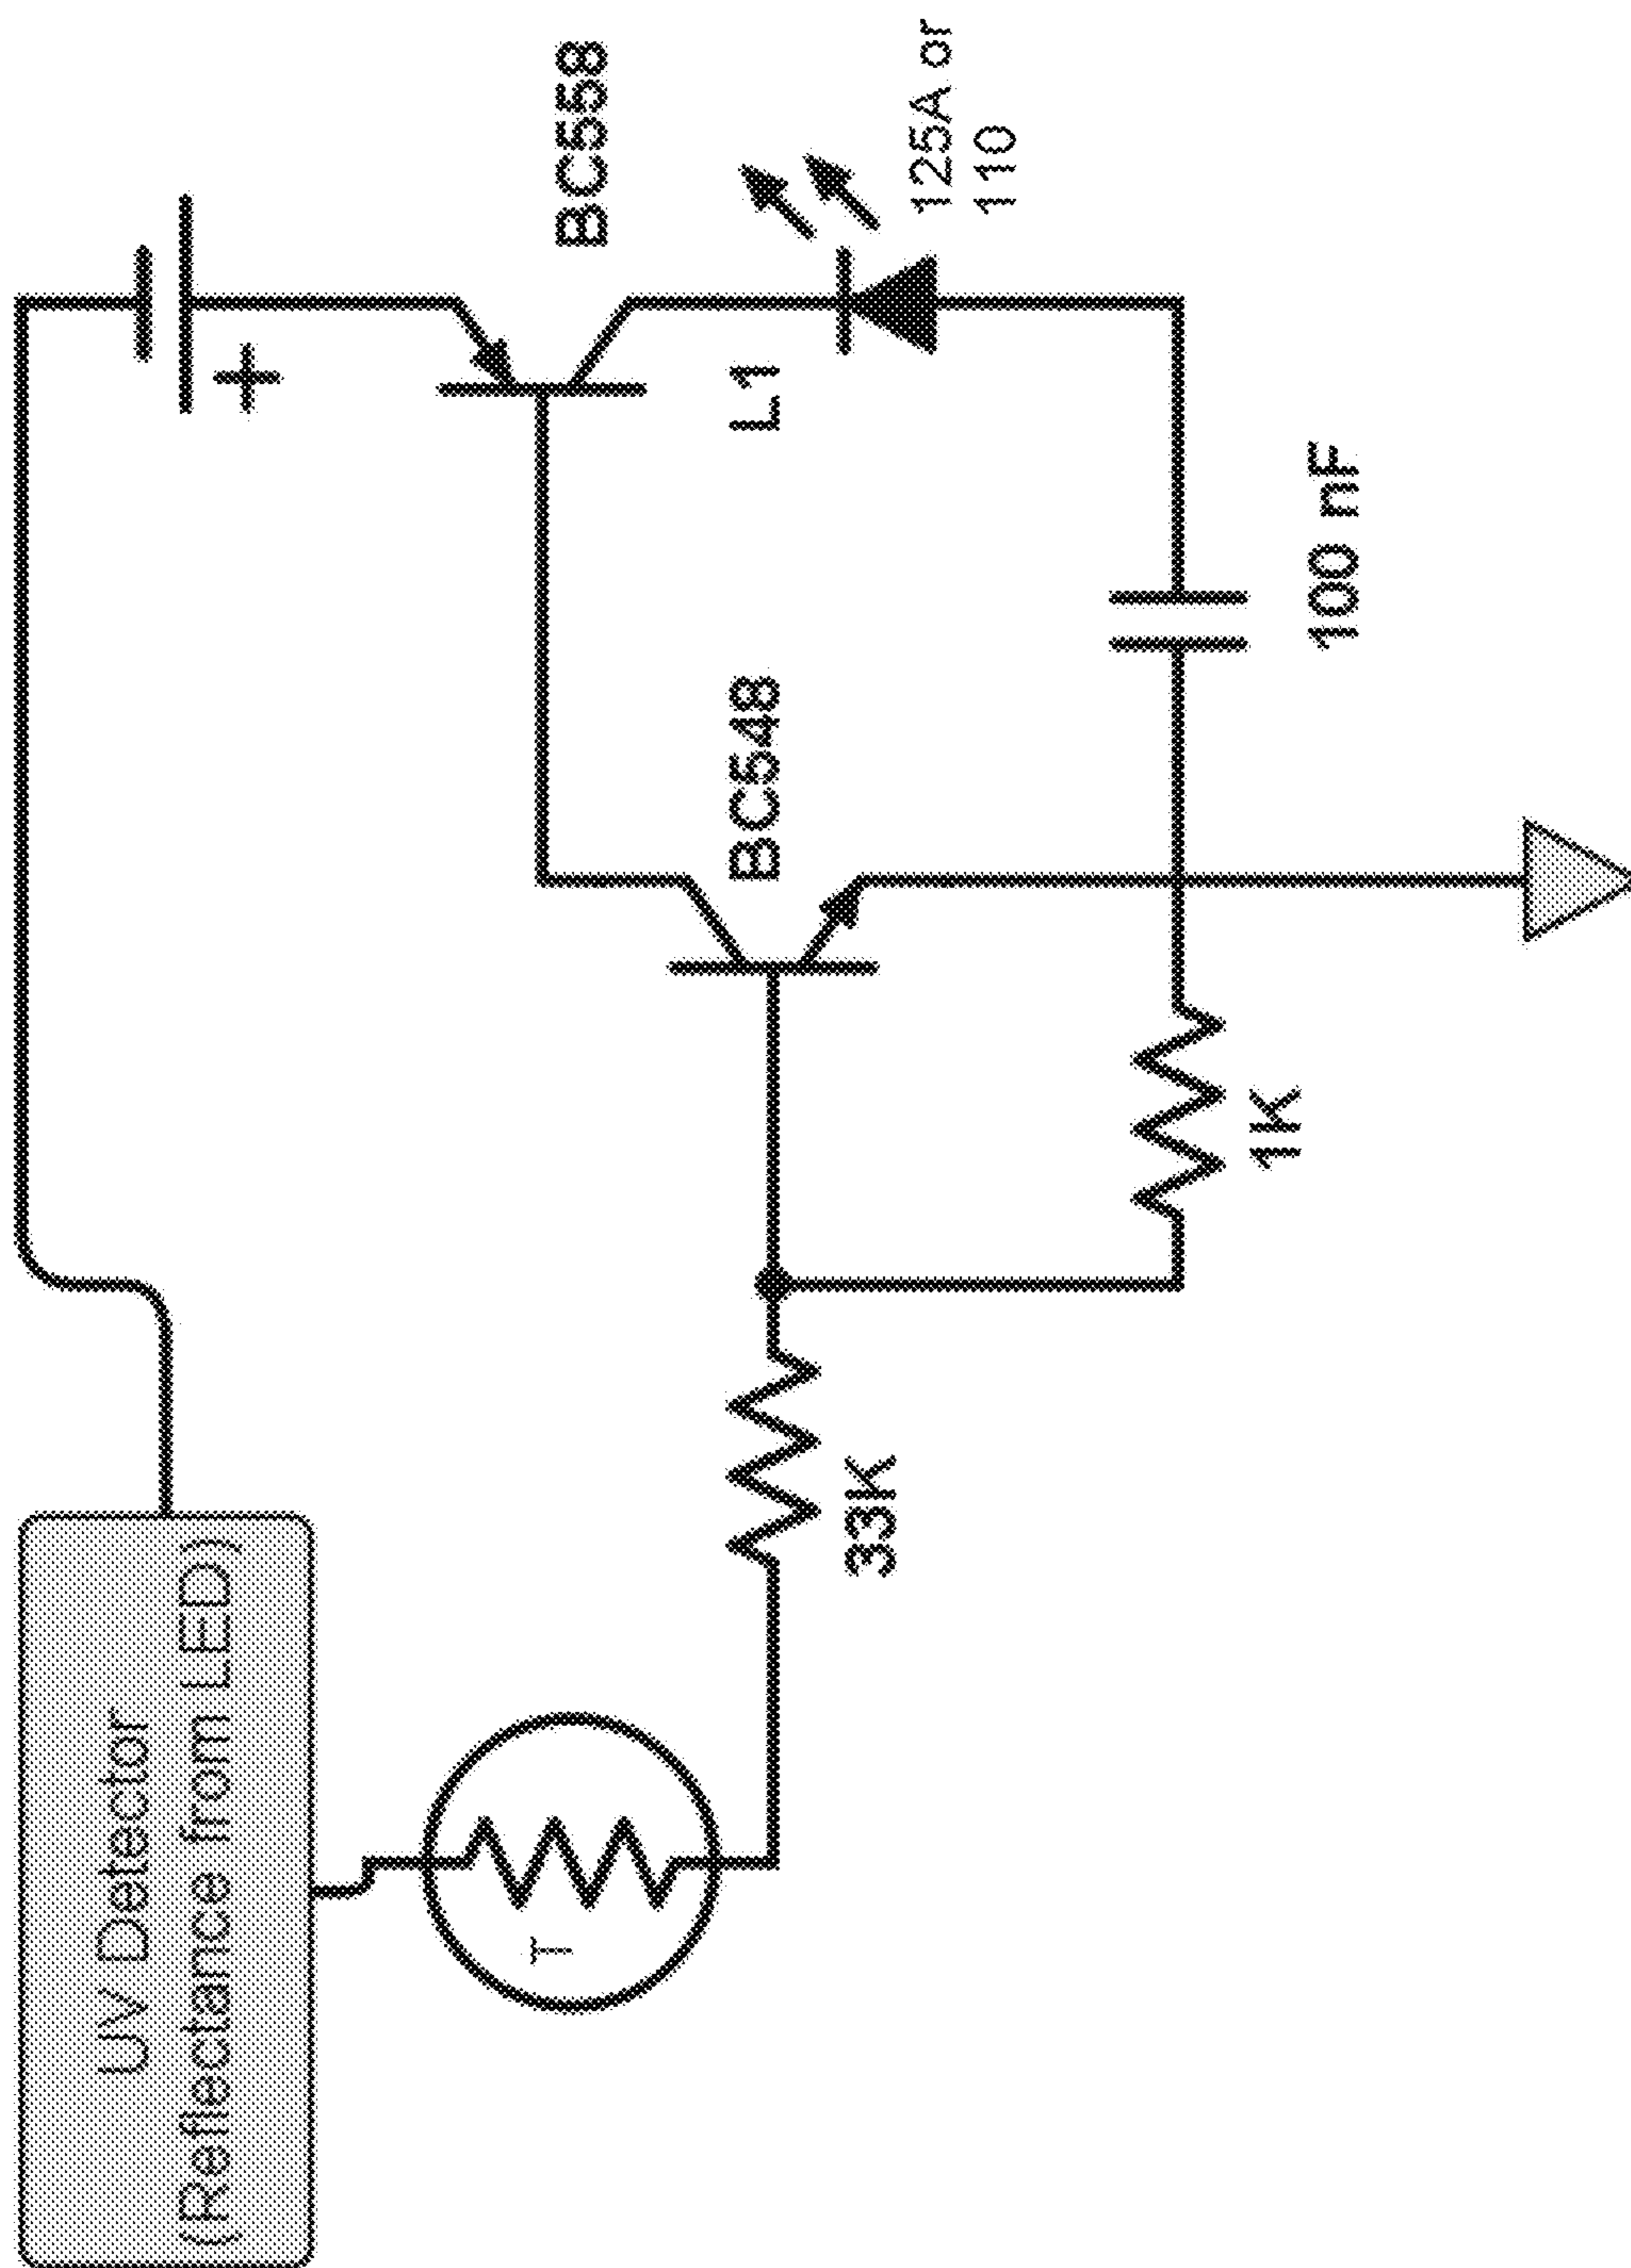 UV Detector
(Reflectance from LED)
T
33K
1K
BC548
100 nF
L1
+
BC558
125A or
110